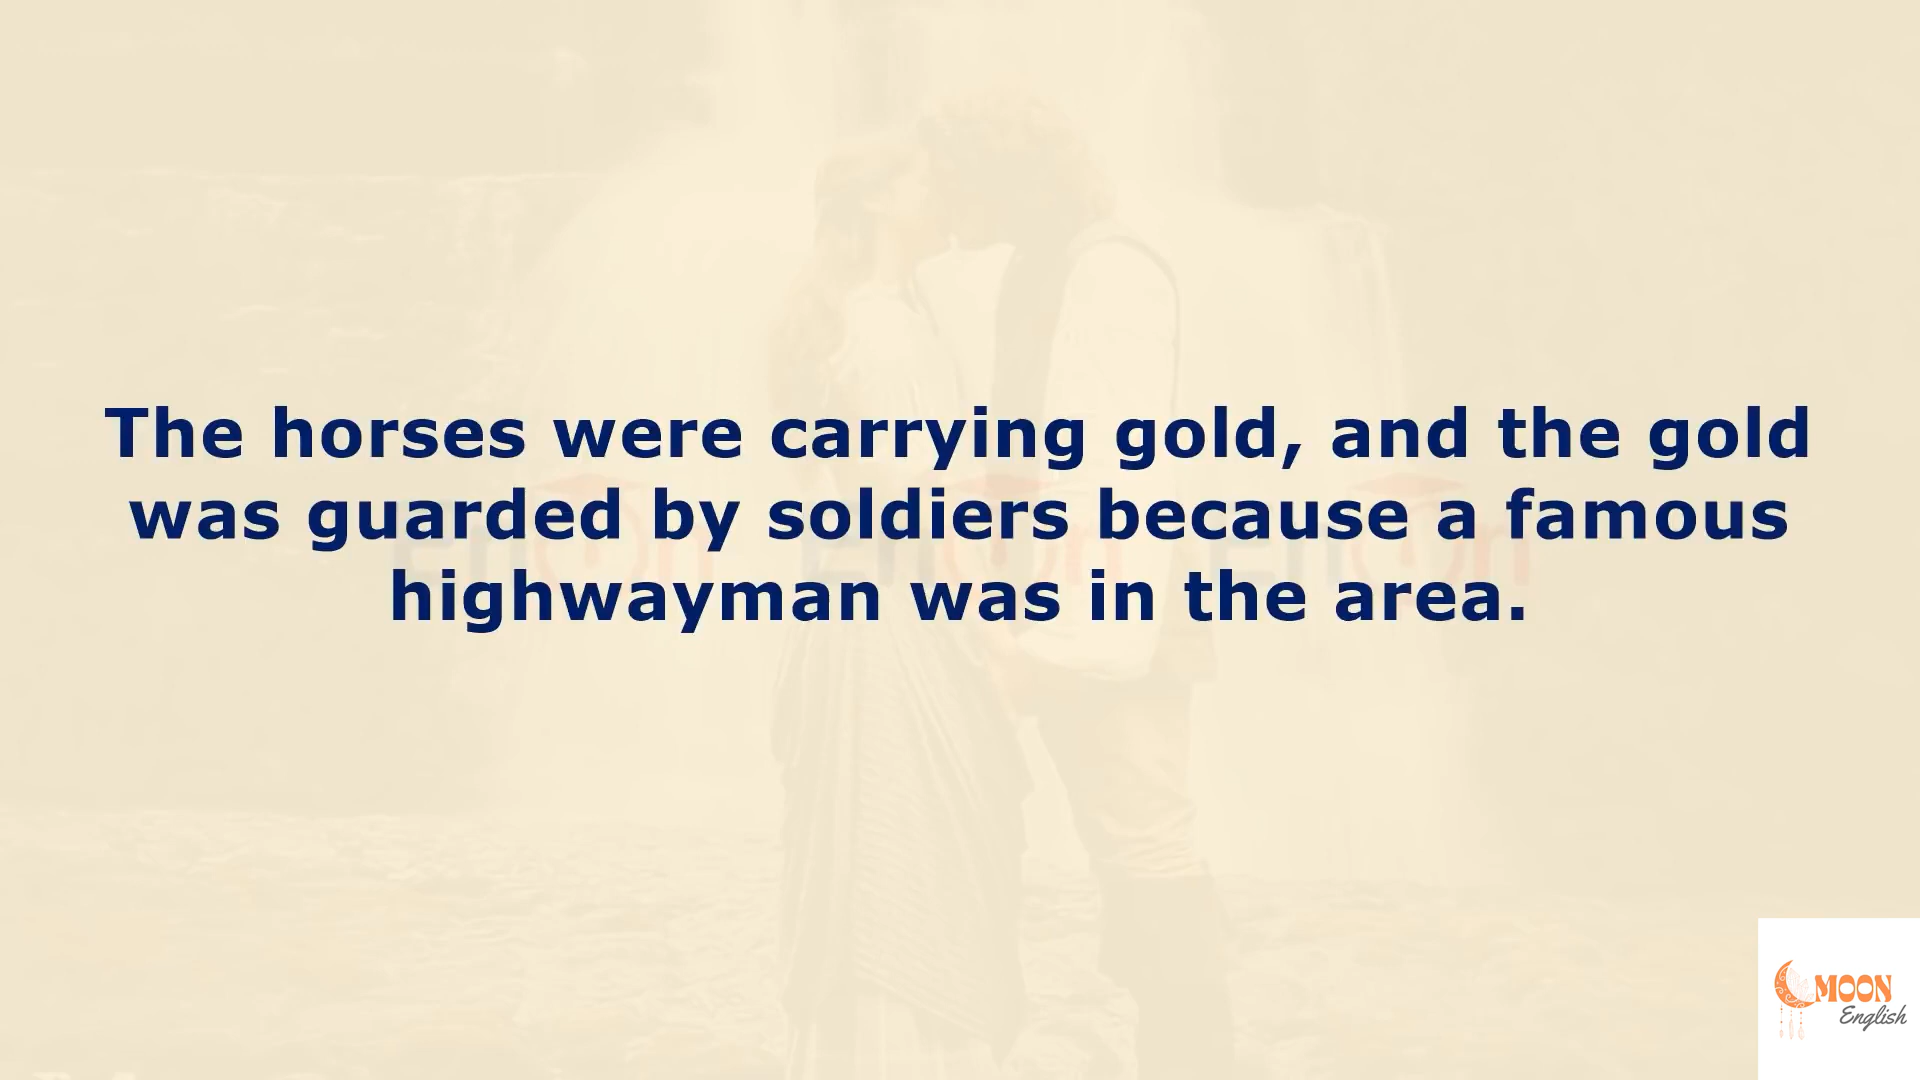 The horses were carrying gold, and the gold
was guarded by soldiers because a famous
highwayman was in the area.
MOON
English